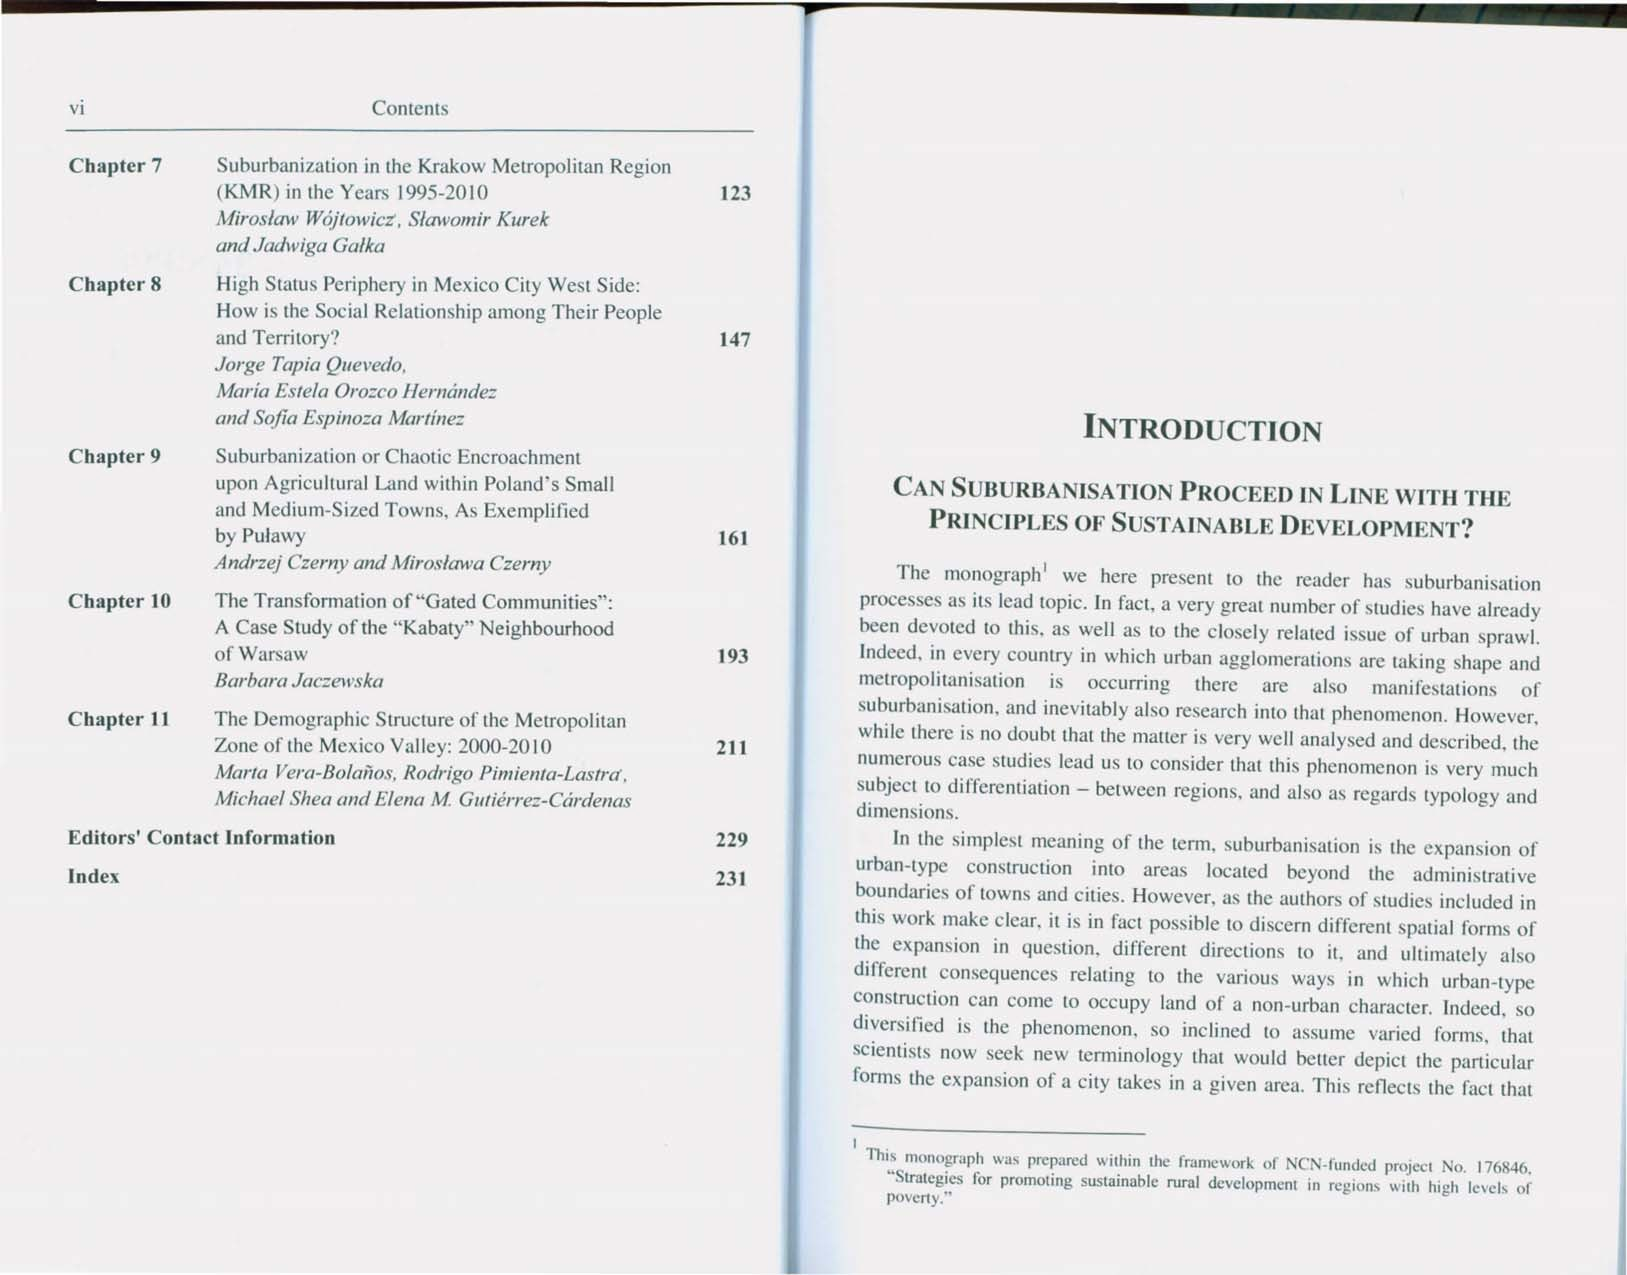 vi Contents
Chapter 7 Suburbanization in the Krakow Metropolitan Region
(KMR) in the Years 1995-2010 123
Mirosław Wójtowicz, Sławomir Kurek
and Jadwiga Gałka
Chapter 8 High Status Periphery in Mexico City West Side:
How is the Social Relationship among Their People
and Territory? 147
Jorge Tapia Quevedo,
María Estela Orozco Hernández
and Sofía Espinoza Martínez
Chapter 9 Suburbanization or Chaotic Encroachment
upon Agricultural Land within Poland's Small
and Medium-Sized Towns, As Exemplified
by Puławy 161
Andrzej Czerny and Mirosława Czerny
Chapter 10 The Transformation of “Gated Communities”:
A Case Study of the “Kabaty” Neighbourhood
of Warsaw 193
Barbara Jaczewska
Chapter 11 The Demographic Structure of the Metropolitan
Zone of the Mexico Valley: 2000-2010 211
Marta Vera-Bolaños, Rodrigo Pimienta-Lastra,
Michael Shea and Elena M. Gutiérrez-Cárdenas
Editors' Contact Information 229
Index 231
INTRODUCTION
CAN SUBURBANISATION PROCEED IN LINE WITH THE
PRINCIPLES OF SUSTAINABLE DEVELOPMENT?
The monograph¹ we here present to the reader has suburbanisation
processes as its lead topic. In fact, a very great number of studies have already
been devoted to this, as well as to the closely related issue of urban sprawl.
Indeed, in every country in which urban agglomerations are taking shape and
metropolitanisation is occurring there are also manifestations of
suburbanisation, and inevitably also research into that phenomenon. However,
while there is no doubt that the matter is very well analysed and described, the
numerous case studies lead us to consider that this phenomenon is very much
subject to differentiation – between regions, and also as regards typology and
dimensions.
In the simplest meaning of the term, suburbanisation is the expansion of
urban-type construction into areas located beyond the administrative
boundaries of towns and cities. However, as the authors of studies included in
this work make clear, it is in fact possible to discern different spatial forms of
the expansion in question, different directions to it, and ultimately also
different consequences relating to the various ways in which urban-type
construction can come to occupy land of a non-urban character. Indeed, so
diversified is the phenomenon, so inclined to assume varied forms, that
scientists now seek new terminology that would better depict the particular
forms the expansion of a city takes in a given area. This reflects the fact that
¹ This monograph was prepared within the framework of NCN-funded project No. 176846,
“Strategies for promoting sustainable rural development in regions with high levels of
poverty.”